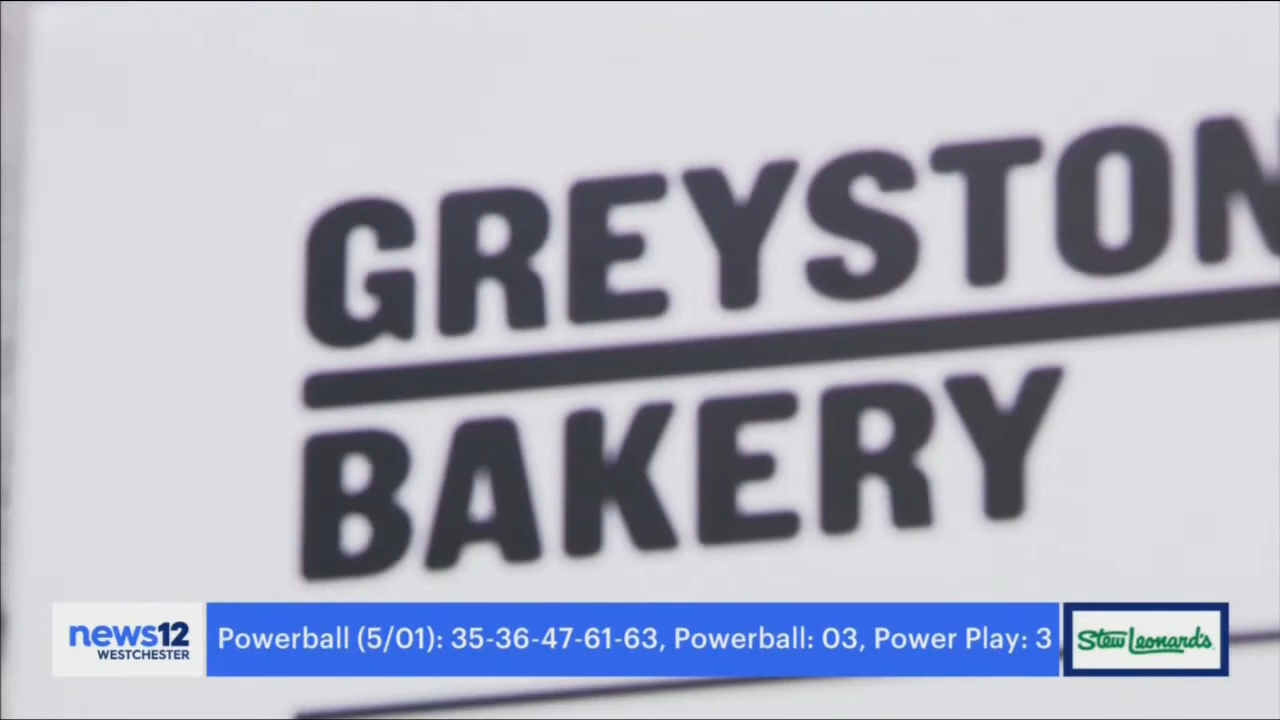 GREYSTON
BAKERY
news12
WESTCHESTER
Powerball (5/01): 35-36-47-61-63, Powerball: 03, Power Play: 3
Stew Leonard's